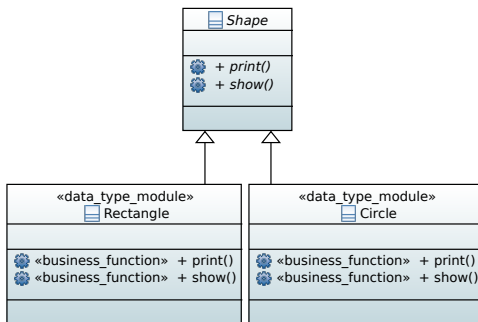 Shape
+ print()
+ show()
«data_type_module»
Rectangle
«business_function» + print()
«business_function» + show()
«data_type_module»
Circle
«business_function» + print()
«business_function» + show()